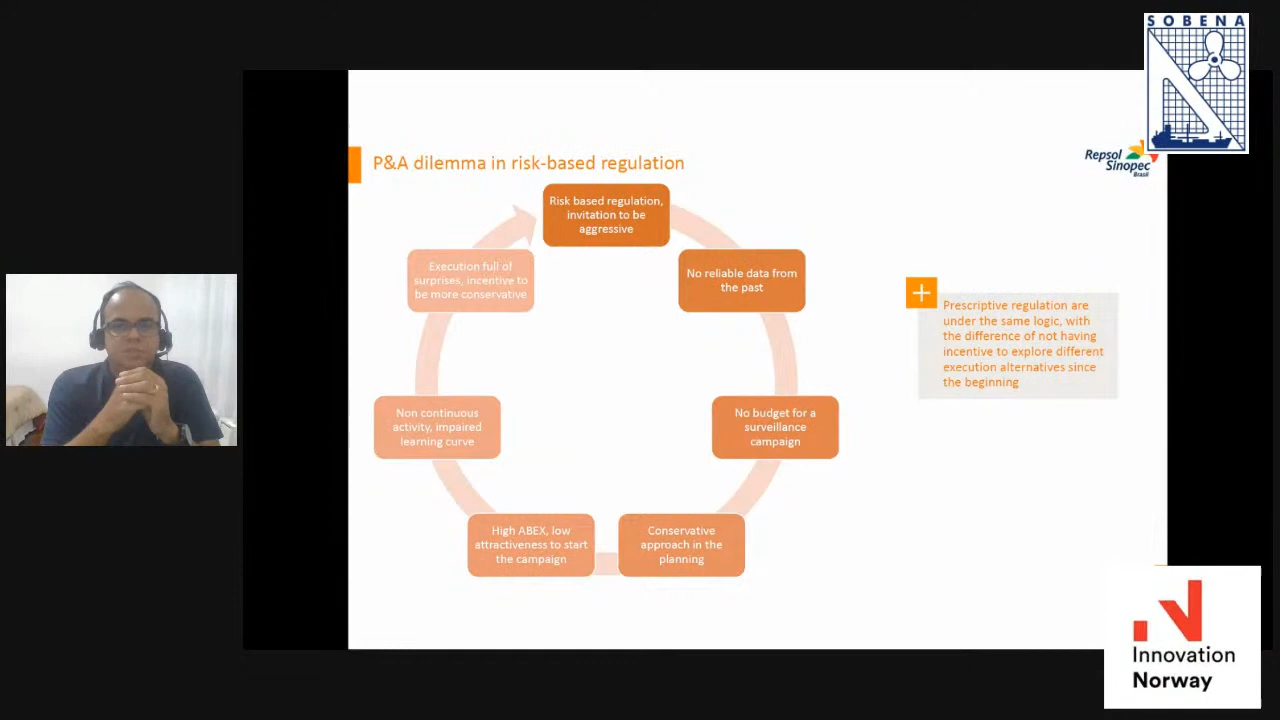 SOBENA
P&A dilemma in risk-based regulation
Repsol
Sinopec
Brasil
Risk based regulation,
invitation to be
aggressive
No reliable data from
the past
No budget for a
surveillance
campaign
Conservative
approach in the
planning
High ABEX, low
attractiveness to start
the campaign
Non continuous
activity, impaired
learning curve
Execution full of
surprises, incentive to
be more conservative
Prescriptive regulation are
under the same logic, with
the difference of not having
incentive to explore different
execution alternatives since
the beginning
Innovation
Norway